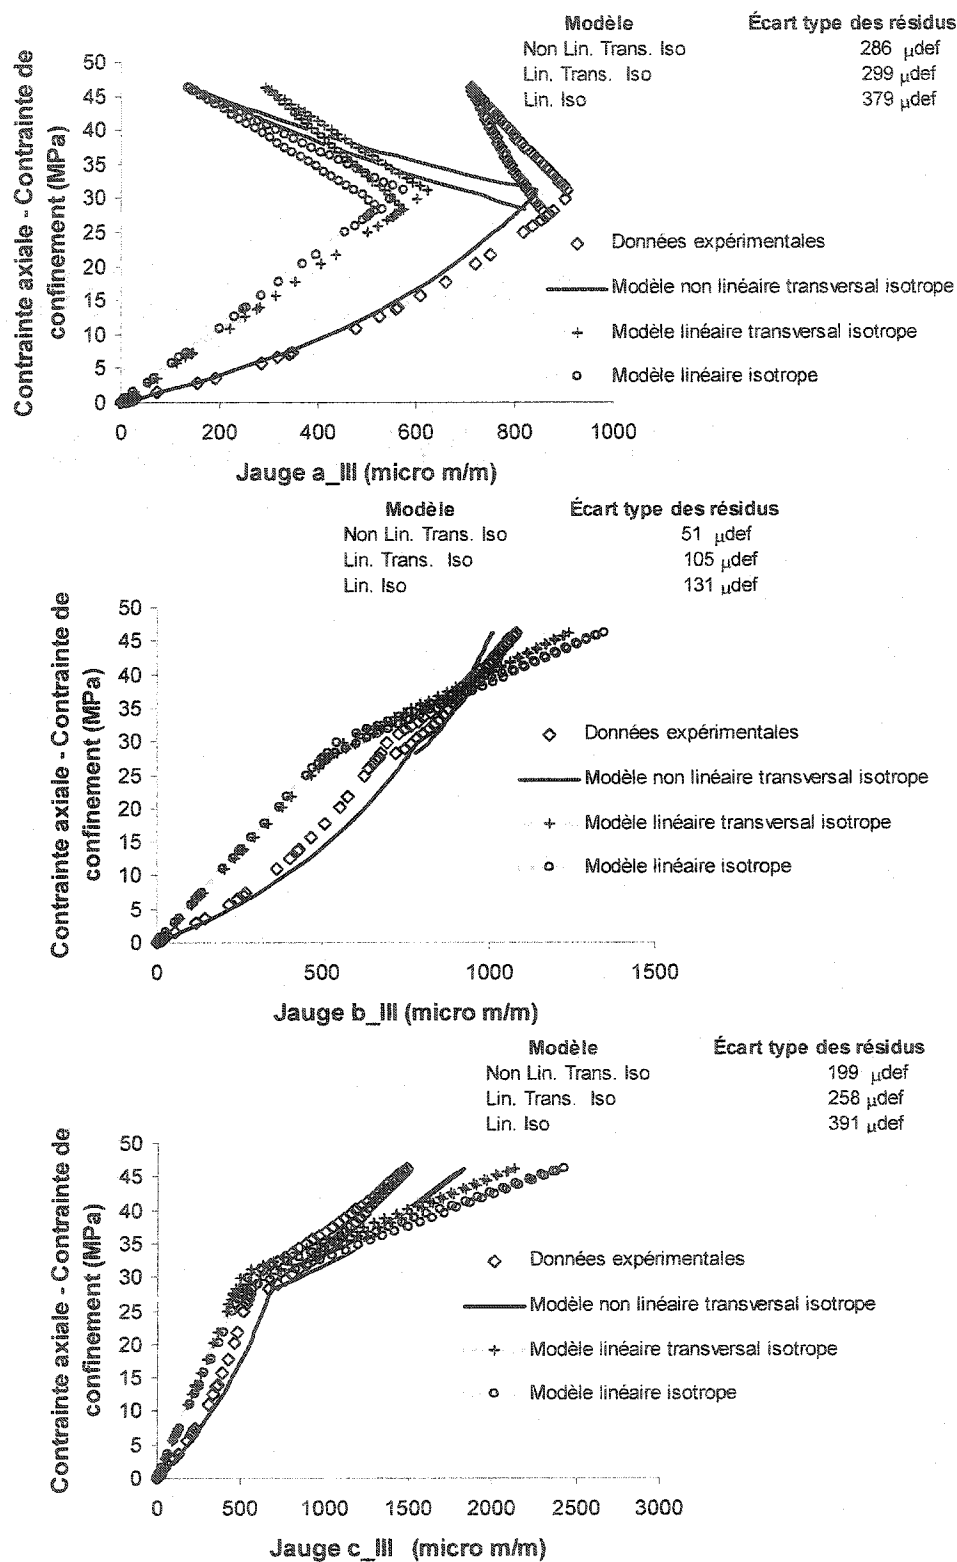 Modèle Écart type des résidus
Non Lin. Trans. Iso 286 μdef
Lin. Trans. Iso 299 μdef
Lin. Iso 379 μdef
Contrainte axiale - Contrainte de
confinement (MPa)
50
45
40
35
30
25
20
15
10
5
0
Données expérimentales
Modèle non linéaire transversal isotrope
Modèle linéaire transversal isotrope
Modèle linéaire isotrope
0 200 400 600 800 1000
Jauge a_III (micro m/m)
Modèle Écart type des résidus
Non Lin. Trans. Iso 51 μdef
Lin. Trans. Iso 105 μdef
Lin. Iso 131 μdef
Contrainte axiale - Contrainte de
confinement (MPa)
50
45
40
35
30
25
20
15
10
5
0
Données expérimentales
Modèle non linéaire transversal isotrope
Modèle linéaire transversal isotrope
Modèle linéaire isotrope
0 500 1000 1500
Jauge b_III (micro m/m)
Modèle Écart type des résidus
Non Lin. Trans. Iso 199 μdef
Lin. Trans. Iso 258 μdef
Lin. Iso 391 μdef
Contrainte axiale - Contrainte de
confinement (MPa)
50
45
40
35
30
25
20
15
10
5
0
Données expérimentales
Modèle non linéaire transversal isotrope
Modèle linéaire transversal isotrope
Modèle linéaire isotrope
0 500 1000 1500 2000 2500 3000
Jauge c_III (micro m/m)